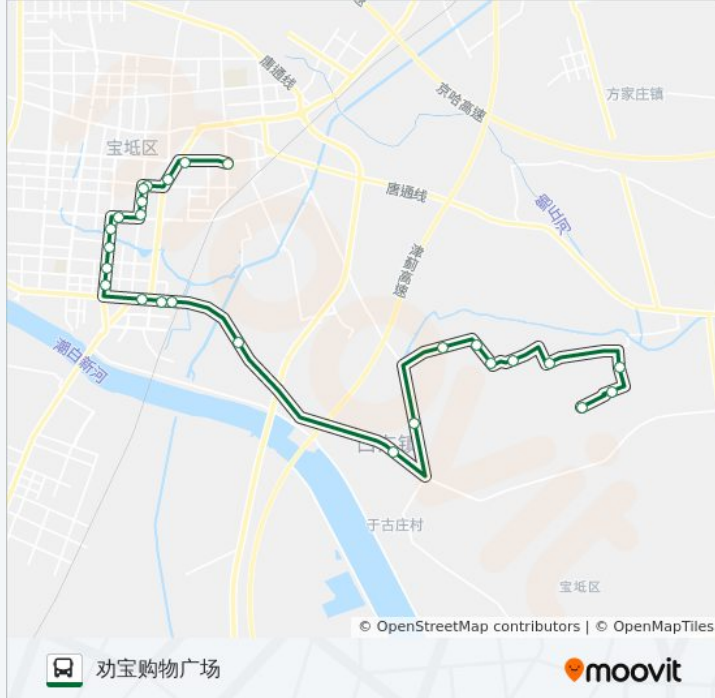 唐通线
京哈高速
方家庄镇
宝坻区
唐通线
津蓟高速
潮白新河
于古庄村
宝坻区
© OpenStreetMap contributors | © OpenMapTiles
劝宝购物广场
moovit